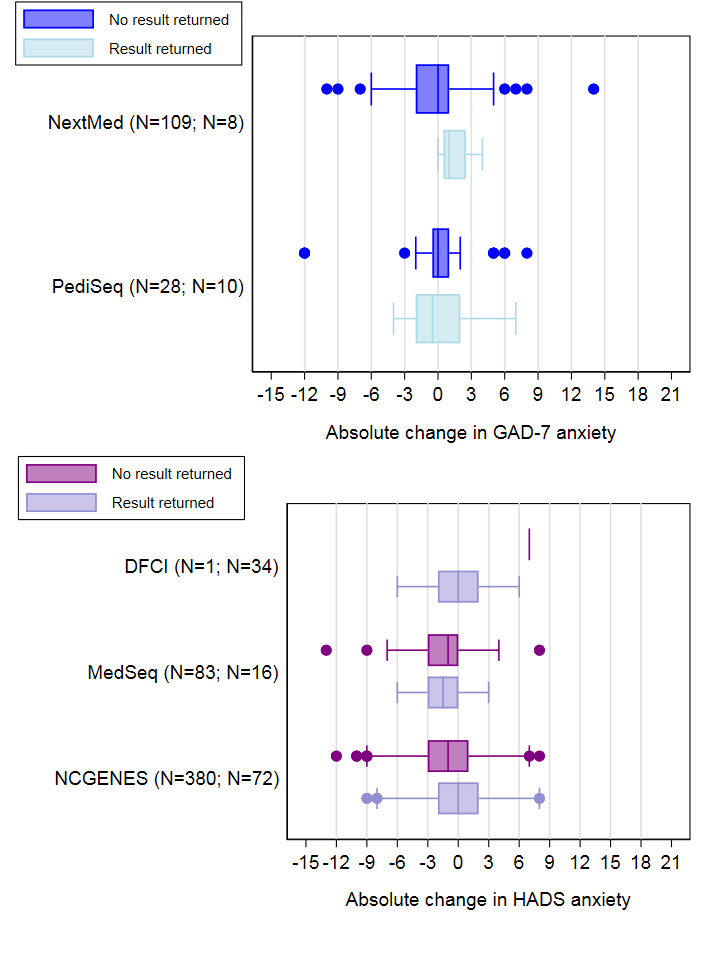 No result returned
Result returned
NextMed (N=109; N=8)
PediSeq (N=28; N=10)
-15 -12 -9 -6 -3 0 3 6 9 12 15 18 21
Absolute change in GAD-7 anxiety
No result returned
Result returned
DFCI (N=1; N=34)
MedSeq (N=83; N=16)
NCGENES (N=380; N=72)
-15 -12 -9 -6 -3 0 3 6 9 12 15 18 21
Absolute change in HADS anxiety